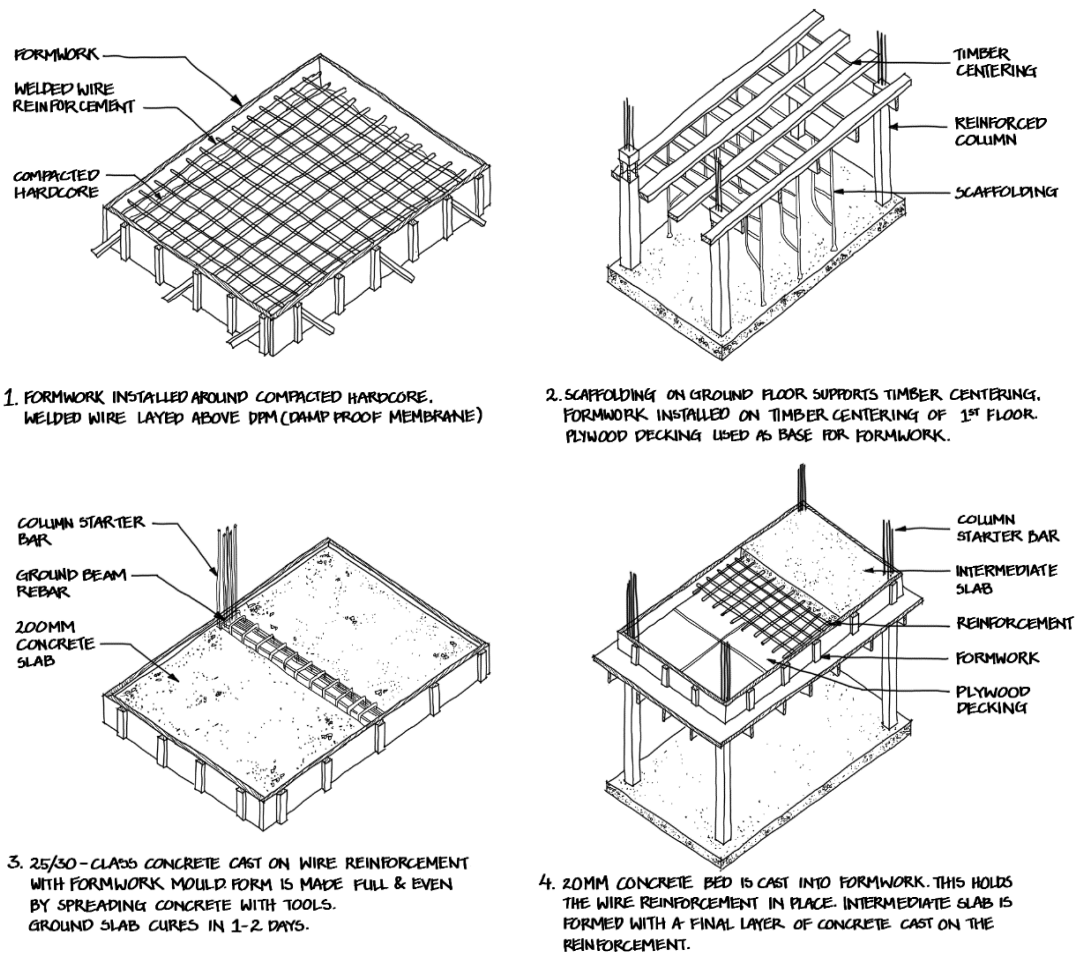 FORMWORK
WELDED WIRE
REINFORCEMENT
COMPACTED
HARDCORE
1. FORMWORK INSTALLED AROUND COMPACTED HARDCORE.
WELDED WIRE LAYED ABOVE DPM (DAMP PROOF MEMBRANE)
TIMBER
CENTERING
REINFORCED
COLUMN
SCAFFOLDING
2. SCAFFOLDING ON GROUND FLOOR SUPPORTS TIMBER CENTERING.
FORMWORK INSTALLED ON TIMBER CENTERING OF 1ST FLOOR.
PLYWOOD DECKING USED AS BASE FOR FORMWORK.
COLUMN STARTER
BAR
GROUND BEAM
REBAR
200MM
CONCRETE
SLAB
3. 25/30-CLASS CONCRETE CAST ON WIRE REINFORCEMENT
WITH FORMWORK MOULD. FORM IS MADE FULL & EVEN
BY SPREADING CONCRETE WITH TOOLS.
GROUND SLAB CURES IN 1-2 DAYS.
COLUMN
STARTER BAR
INTERMEDIATE
SLAB
REINFORCEMENT
FORMWORK
PLYWOOD
DECKING
4. 20MM CONCRETE BED IS CAST INTO FORMWORK. THIS HOLDS
THE WIRE REINFORCEMENT IN PLACE. INTERMEDIATE SLAB IS
FORMED WITH A FINAL LAYER OF CONCRETE CAST ON THE
REINFORCEMENT.